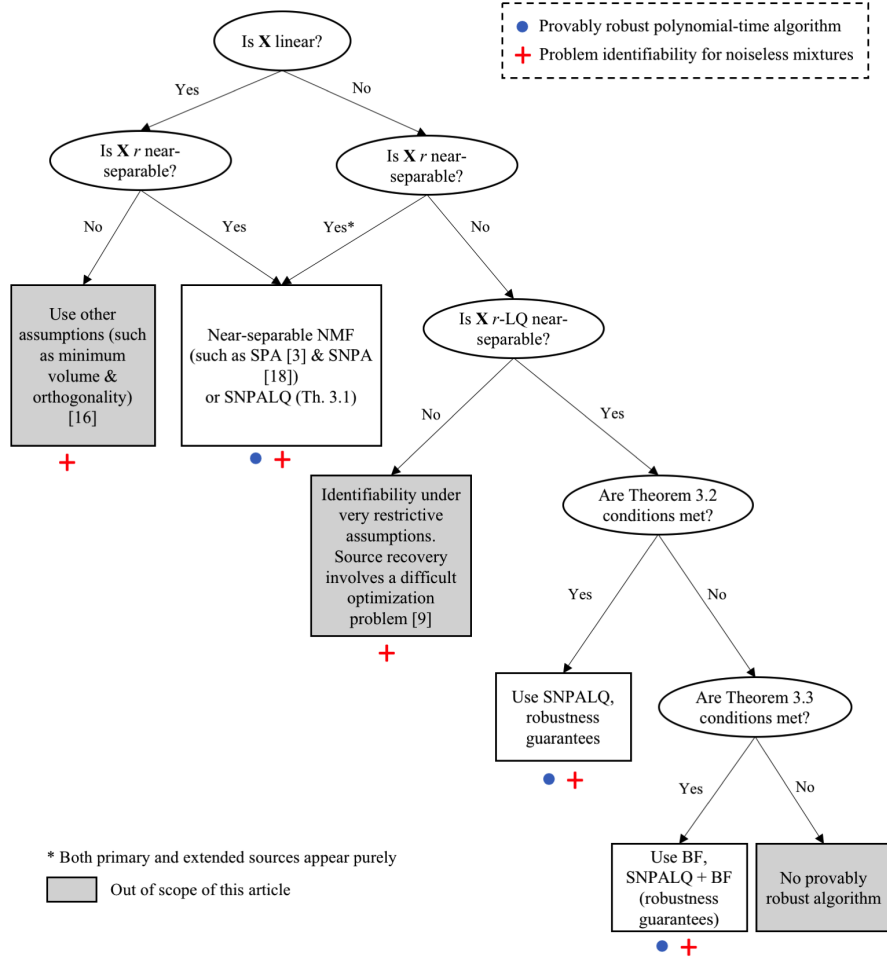 Provably robust polynomial-time algorithm
Problem identifiability for noiseless mixtures
Is X linear?
Yes
No
Is X r near-
separable?
Is X r near-
separable?
No
Yes
Yes*
No
Use other
assumptions (such
as minimum
volume &
orthogonality)
[16]
Near-separable NMF
(such as SPA [3] & SNPA
[18])
or SNPALQ (Th. 3.1)
Is X r-LQ near-
separable?
No
Yes
Identifiability under
very restrictive
assumptions.
Source recovery
involves a difficult
optimization
problem [9]
Are Theorem 3.2
conditions met?
Yes
No
Use SNPALQ,
robustness
guarantees
Are Theorem 3.3
conditions met?
Yes
No
Use BF,
SNPALQ + BF
(robustness
guarantees)
No provably
robust algorithm
* Both primary and extended sources appear purely
Out of scope of this article